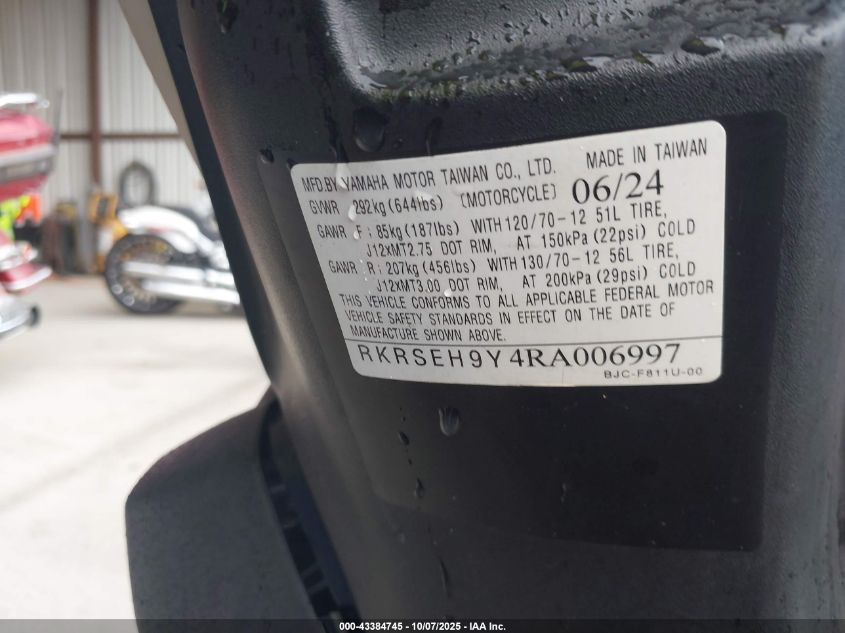 MFD.BY YAMAHA MOTOR TAIWAN CO., LTD. MADE IN TAIWAN
GVWR 292kg(644lbs) (MOTORCYCLE) 06/24
GAWR F: 85kg(187lbs) WITH 120/70-12 51L TIRE,
J12xMT2.75 DOT RIM, AT 150kPa(22psi) COLD
GAWR R: 207kg(456lbs) WITH 130/70-12 56L TIRE,
J12xMT3.00 DOT RIM, AT 200kPa(29psi) COLD
THIS VEHICLE CONFORMS TO ALL APPLICABLE FEDERAL MOTOR
VEHICLE SAFETY STANDARDS IN EFFECT ON THE DATE OF
MANUFACTURE SHOWN ABOVE.
RKRSEH9Y4RA006997
BJC-F811U-00
000-43384745 - 10/07/2025 - IAA Inc.